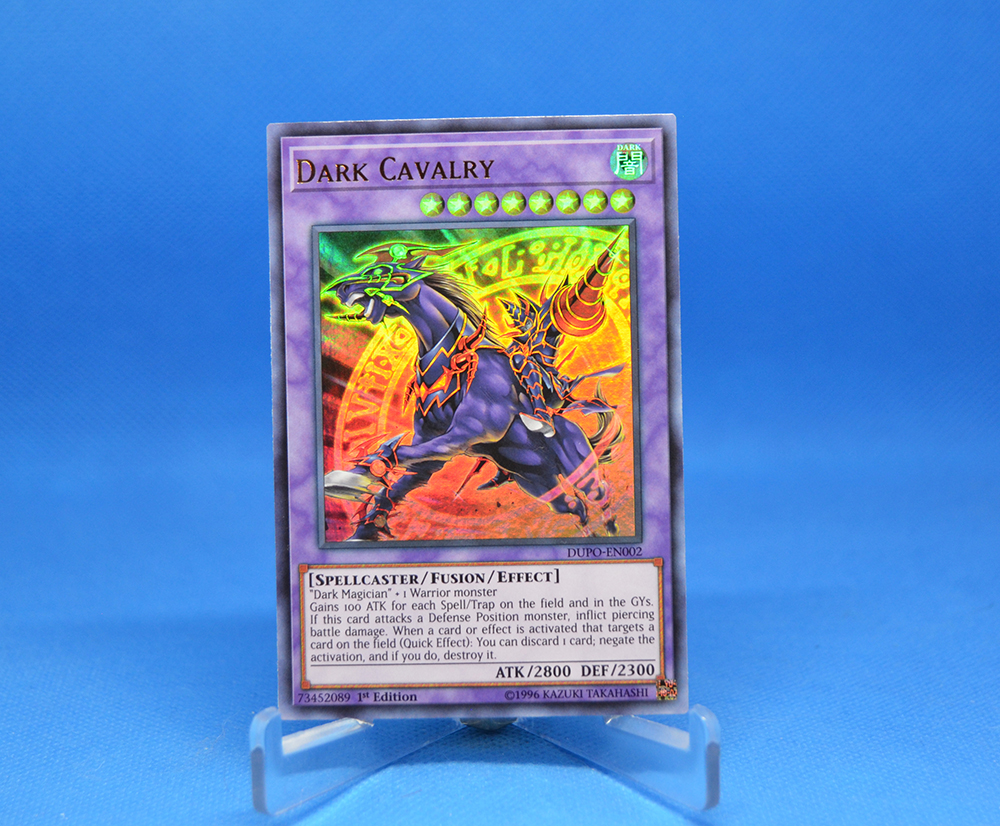 DARK CAVALRY
DARK
闇
DUPO-EN002
[SPELLCASTER/FUSION/EFFECT]
"Dark Magician" + 1 Warrior monster
Gains 100 ATK for each Spell/Trap on the field and in the GYs.
If this card attacks a Defense Position monster, inflict piercing
battle damage. When a card or effect is activated that targets a
card on the field (Quick Effect): You can discard 1 card; negate the
activation, and if you do, destroy it.
ATK/2800 DEF/2300
73452089 1st Edition ©1996 KAZUKI TAKAHASHI